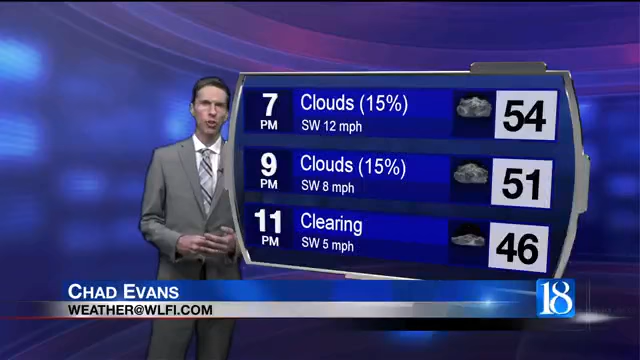 7 PM Clouds (15%) 54
SW 12 mph
9 PM Clouds (15%) 51
SW 8 mph
11 PM Clearing 46
SW 5 mph
CHAD EVANS
WEATHER@WLFI.COM
18